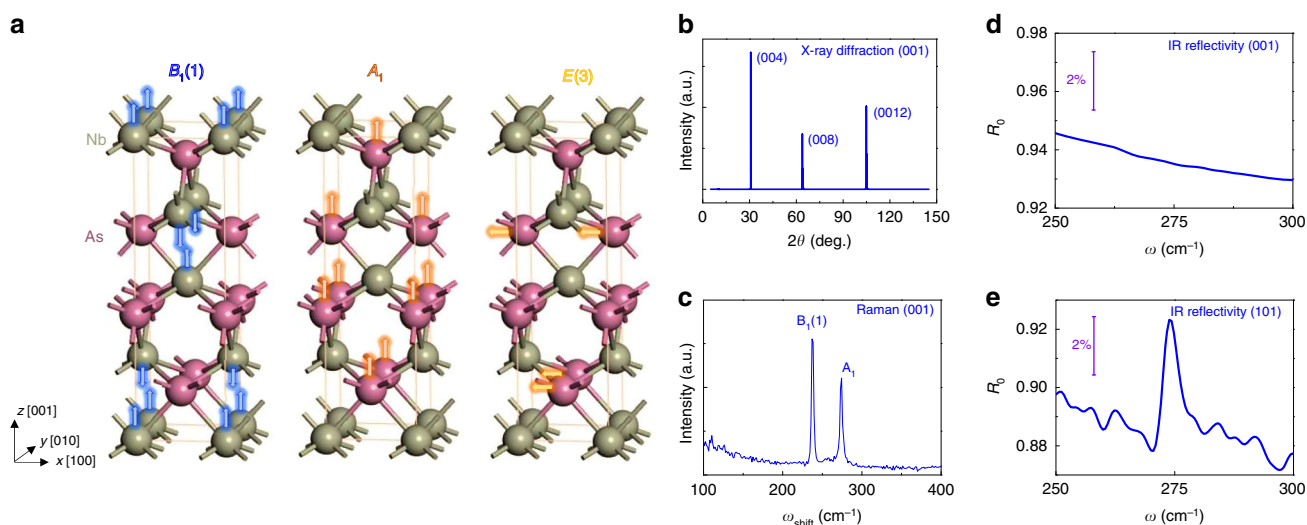 a
B₁(1)
A₁
E(3)
Nb
As
z [001]
y [010]
x [100]
b
X-ray diffraction (001)
(004)
(008)
(0012)
Intensity (a.u.)
0 30 60 90 120 150
2θ (deg.)
c
Raman (001)
B₁(1)
A₁
Intensity (a.u.)
100 200 300 400
ω_shift (cm⁻¹)
d
IR reflectivity (001)
2%
0.98
0.96
0.94
0.92
R₀
250 275 300
ω (cm⁻¹)
e
IR reflectivity (101)
2%
0.92
0.90
0.88
R₀
250 275 300
ω (cm⁻¹)